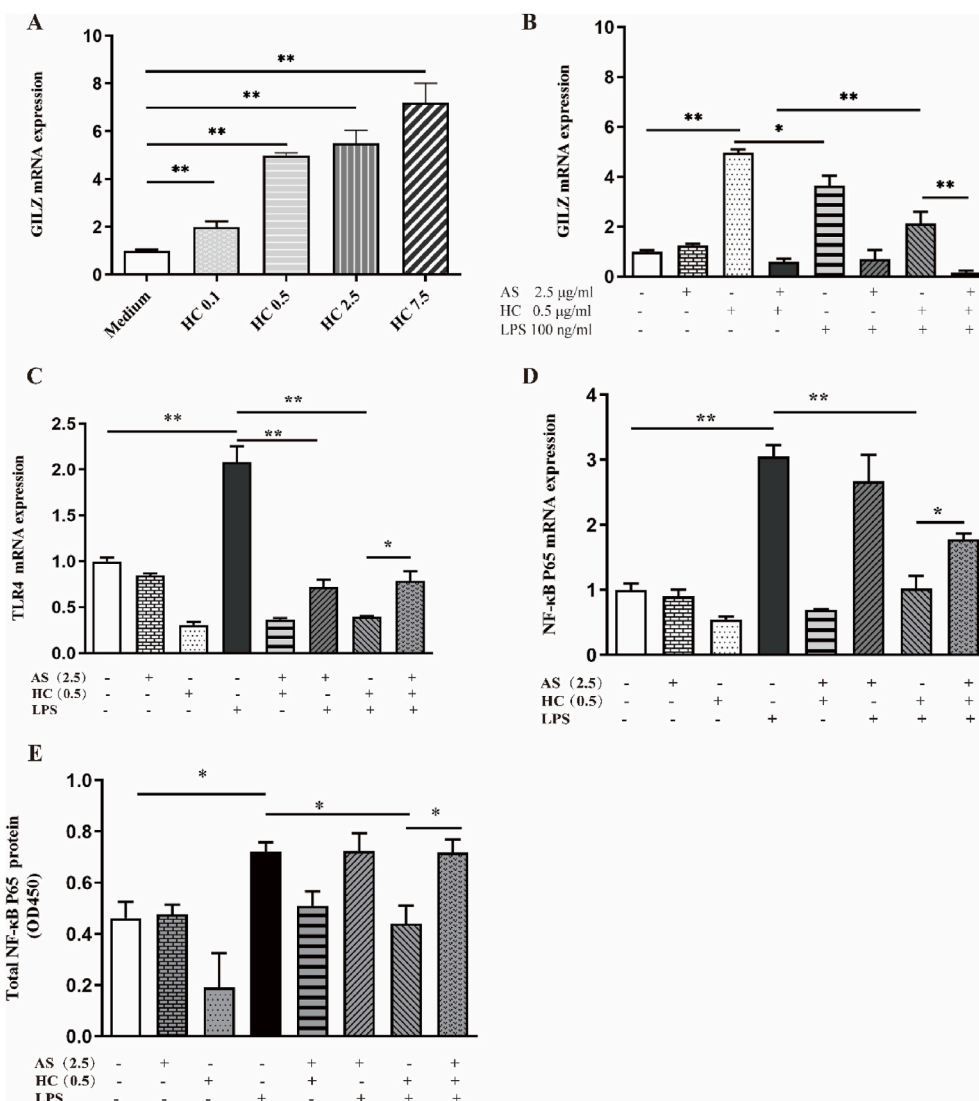 A
GILZ mRNA expression
10
8
6
4
2
0
**
**
**
**
Medium
HC 0.1
HC 0.5
HC 2.5
HC 7.5
B
GILZ mRNA expression
10
8
6
4
2
0
**
**
*
**
AS 2.5 μg/ml - + - + - + - +
HC 0.5 μg/ml - - + + - - + +
LPS 100 ng/ml - - - - + + + +
C
TLR4 mRNA expression
2.5
2.0
1.5
1.0
0.5
0.0
**
**
**
*
AS (2.5) - + - - + + - +
HC (0.5) - - + - + - + +
LPS - - - + - + + +
D
NF-κB P65 mRNA expression
4
3
2
1
0
**
**
*
AS (2.5) - + - - + + - +
HC (0.5) - - + - + - + +
LPS - - - + - + + +
E
Total NF-κB P65 protein
(OD450)
1.0
0.8
0.6
0.4
0.2
0.0
*
*
*
AS (2.5) - + - - + + - +
HC (0.5) - - + - + - + +
LPS - - - + - + + +